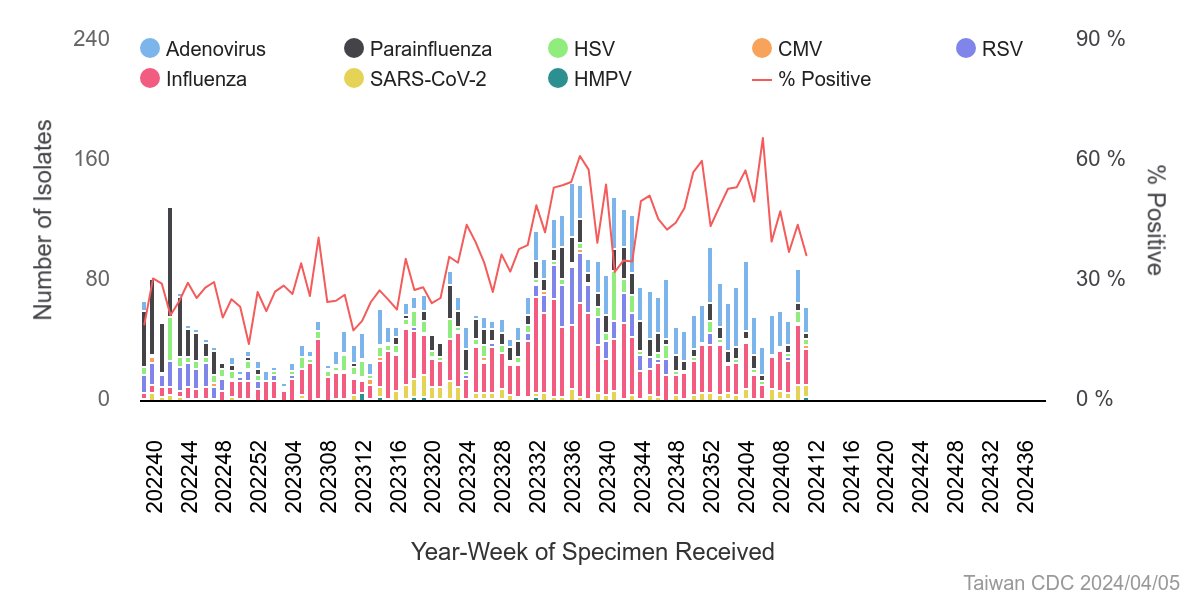 240
90 %
Adenovirus
Parainfluenza
HSV
CMV
RSV
Influenza
SARS-CoV-2
HMPV
% Positive
160
60 %
Number of Isolates
% Positive
80
30 %
0
0 %
202240
202244
202248
202252
202304
202308
202312
202316
202320
202324
202328
202332
202336
202340
202344
202348
202352
202404
202408
202412
202416
202420
202424
202428
202432
202436
Year-Week of Specimen Received
Taiwan CDC 2024/04/05